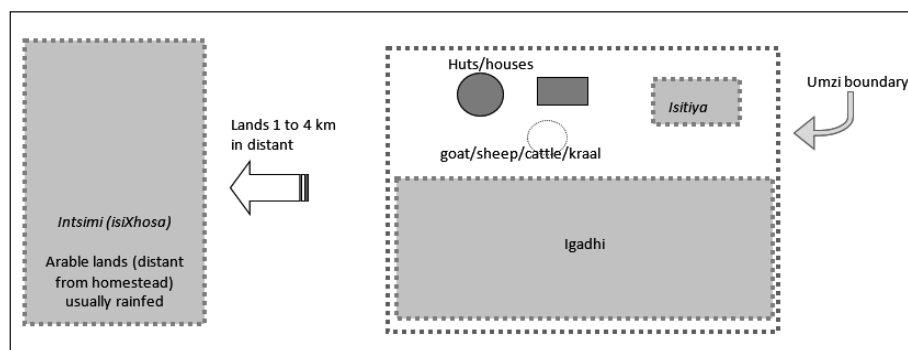 Huts/houses
Umzi boundary
Isitiya
Lands 1 to 4 km
in distant
goat/sheep/cattle/kraal
Intsimi (isiXhosa)
Arable lands (distant
from homestead)
usually rainfed
Igadhi